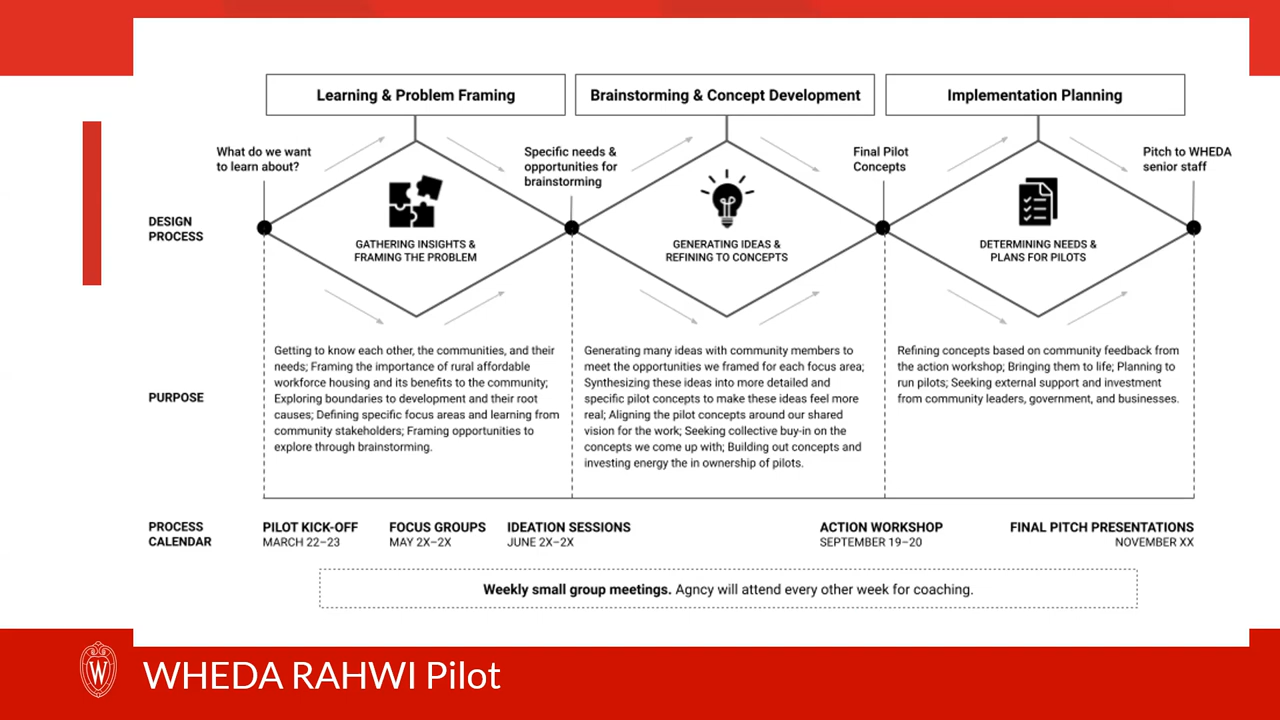 Learning & Problem Framing
Brainstorming & Concept Development
Implementation Planning
What do we want
to learn about?
Specific needs &
opportunities for
brainstorming
Final Pilot
Concepts
Pitch to WHEDA
senior staff
DESIGN
PROCESS
GATHERING INSIGHTS &
FRAMING THE PROBLEM
GENERATING IDEAS &
REFINING TO CONCEPTS
DETERMINING NEEDS &
PLANS FOR PILOTS
PURPOSE
Getting to know each other, the communities, and their
needs; Framing the importance of rural affordable
workforce housing and its benefits to the community;
Exploring boundaries to development and their root
causes; Defining specific focus areas and learning from
community stakeholders; Framing opportunities to
explore through brainstorming.
Generating many ideas with community members to
meet the opportunities we framed for each focus area;
Synthesizing these ideas into more detailed and
specific pilot concepts to make these ideas feel more
real; Aligning the pilot concepts around our shared
vision for the work; Seeking collective buy-in on the
concepts we come up with; Building out concepts and
investing energy the in ownership of pilots.
Refining concepts based on community feedback from
the action workshop; Bringing them to life; Planning to
run pilots; Seeking external support and investment
from community leaders, government, and businesses.
PROCESS
CALENDAR
PILOT KICK-OFF
MARCH 22–23
FOCUS GROUPS
MAY 2X–2X
IDEATION SESSIONS
JUNE 2X–2X
ACTION WORKSHOP
SEPTEMBER 19–20
FINAL PITCH PRESENTATIONS
NOVEMBER XX
Weekly small group meetings. Agncy will attend every other week for coaching.
W
WHEDA RAHWI Pilot